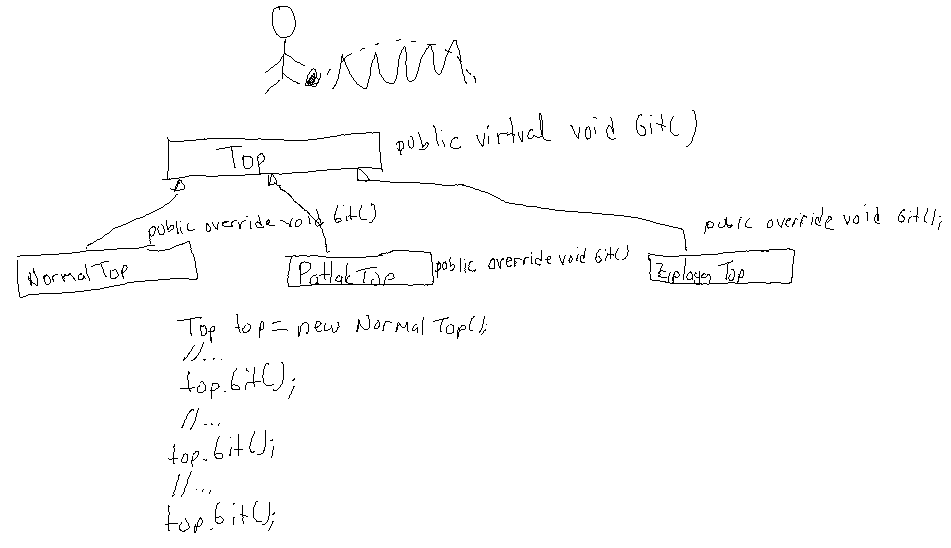 Top
public virtual void Git()
public override void Git()
public override void Git();
Normal Top
Patlak Top
public override void Git()
Zıplayan Top
Top top = new Normal Top();
//...
top.Git();
//...
top.Git();
//...
top.Git();